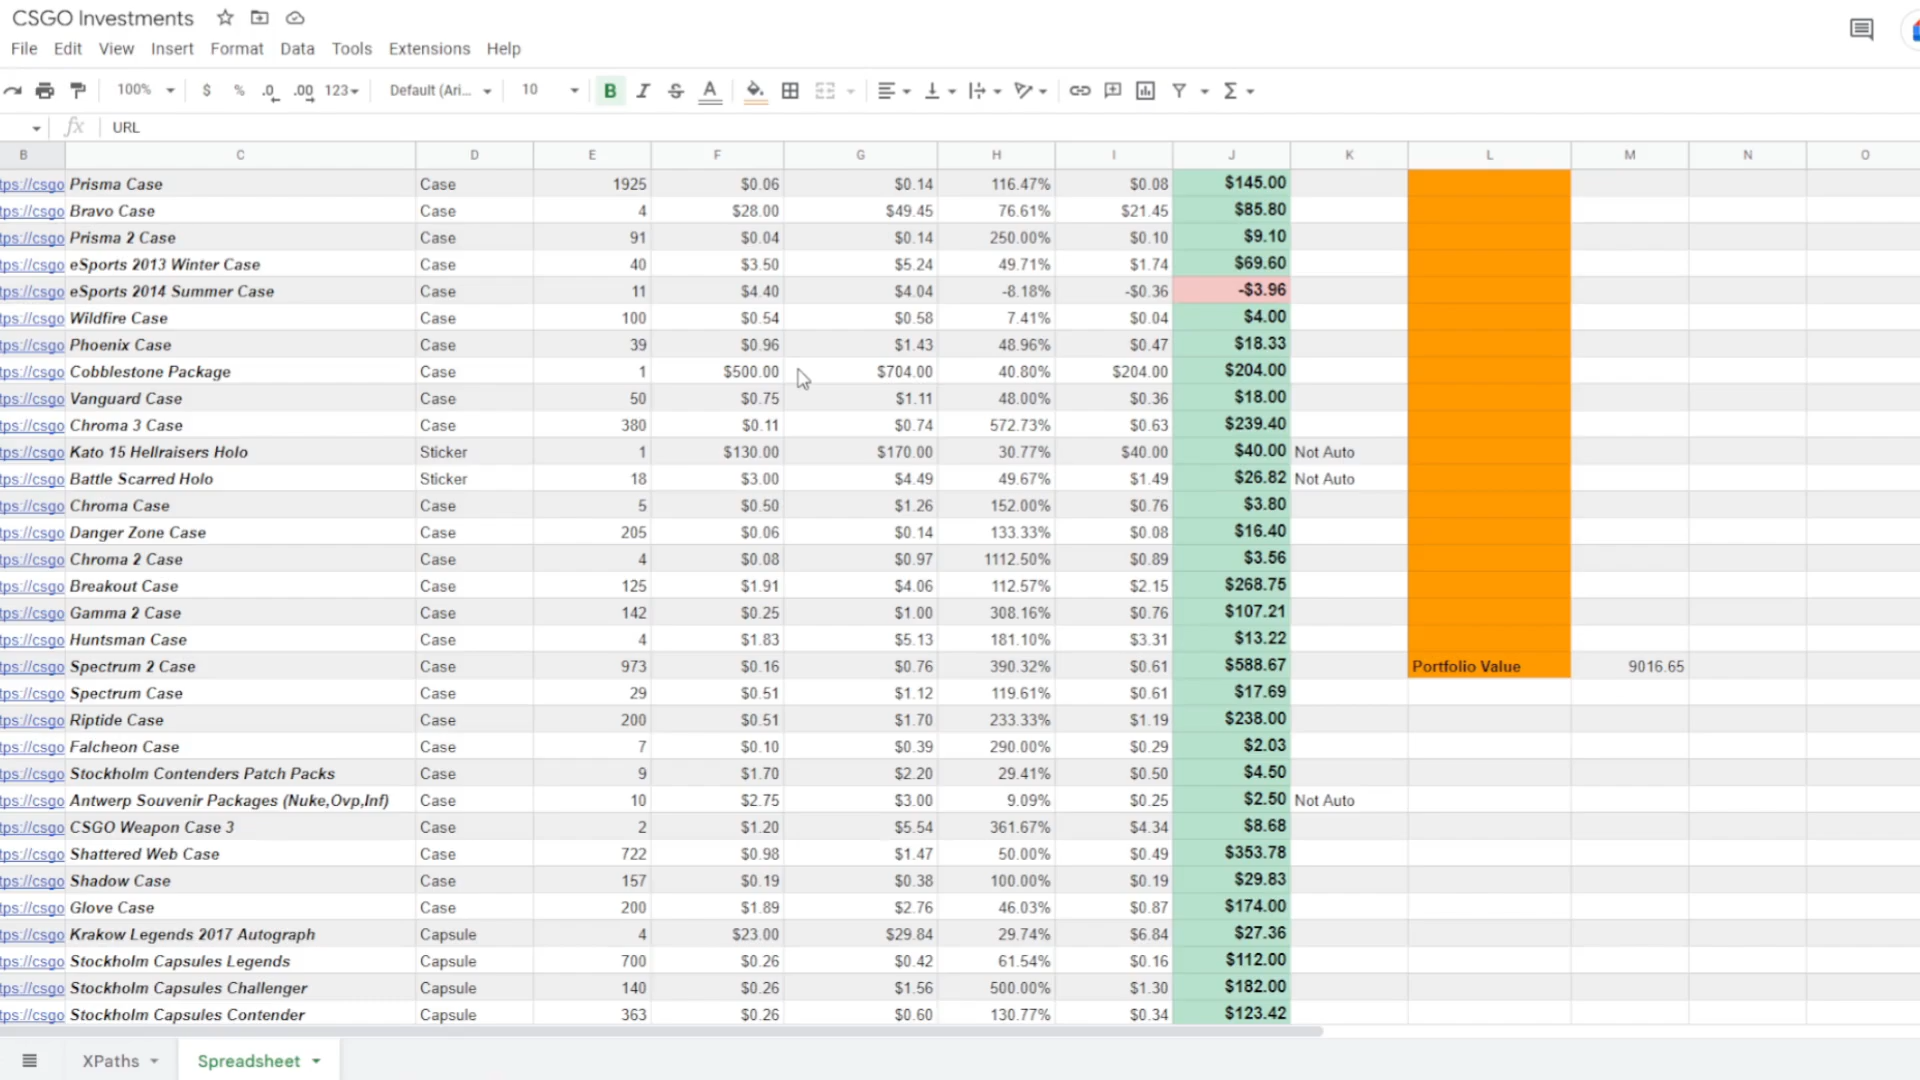 CSGO Investments
File Edit View Insert Format Data Tools Extensions Help
100% $ % .0 .00 123 Default (Ari... 10 B I S A Σ
fx URL
B C D E F G H I J K L M N O
tps://csgo Prisma Case Case 1925 $0.06 $0.14 116.47% $0.08 $145.00
tps://csgo Bravo Case Case 4 $28.00 $49.45 76.61% $21.45 $85.80
tps://csgo Prisma 2 Case Case 91 $0.04 $0.14 250.00% $0.10 $9.10
tps://csgo eSports 2013 Winter Case Case 40 $3.50 $5.24 49.71% $1.74 $69.60
tps://csgo eSports 2014 Summer Case Case 11 $4.40 $4.04 -8.18% -$0.36 -$3.96
tps://csgo Wildfire Case Case 100 $0.54 $0.58 7.41% $0.04 $4.00
tps://csgo Phoenix Case Case 39 $0.96 $1.43 48.96% $0.47 $18.33
tps://csgo Cobblestone Package Case 1 $500.00 $704.00 40.80% $204.00 $204.00
tps://csgo Vanguard Case Case 50 $0.75 $1.11 48.00% $0.36 $18.00
tps://csgo Chroma 3 Case Case 380 $0.11 $0.74 572.73% $0.63 $239.40
tps://csgo Kato 15 Hellraisers Holo Sticker 1 $130.00 $170.00 30.77% $40.00 $40.00 Not Auto
tps://csgo Battle Scarred Holo Sticker 18 $3.00 $4.49 49.67% $1.49 $26.82 Not Auto
tps://csgo Chroma Case Case 5 $0.50 $1.26 152.00% $0.76 $3.80
tps://csgo Danger Zone Case Case 205 $0.06 $0.14 133.33% $0.08 $16.40
tps://csgo Chroma 2 Case Case 4 $0.08 $0.97 1112.50% $0.89 $3.56
tps://csgo Breakout Case Case 125 $1.91 $4.06 112.57% $2.15 $268.75
tps://csgo Gamma 2 Case Case 142 $0.25 $1.00 308.16% $0.76 $107.21
tps://csgo Huntsman Case Case 4 $1.83 $5.13 181.10% $3.31 $13.22
tps://csgo Spectrum 2 Case Case 973 $0.16 $0.76 390.32% $0.61 $588.67 Portfolio Value 9016.65
tps://csgo Spectrum Case Case 29 $0.51 $1.12 119.61% $0.61 $17.69
tps://csgo Riptide Case Case 200 $0.51 $1.70 233.33% $1.19 $238.00
tps://csgo Falcheon Case Case 7 $0.10 $0.39 290.00% $0.29 $2.03
tps://csgo Stockholm Contenders Patch Packs Case 9 $1.70 $2.20 29.41% $0.50 $4.50
tps://csgo Antwerp Souvenir Packages (Nuke,Ovp,Inf) Case 10 $2.75 $3.00 9.09% $0.25 $2.50 Not Auto
tps://csgo CSGO Weapon Case 3 Case 2 $1.20 $5.54 361.67% $4.34 $8.68
tps://csgo Shattered Web Case Case 722 $0.98 $1.47 50.00% $0.49 $353.78
tps://csgo Shadow Case Case 157 $0.19 $0.38 100.00% $0.19 $29.83
tps://csgo Glove Case Case 200 $1.89 $2.76 46.03% $0.87 $174.00
tps://csgo Krakow Legends 2017 Autograph Capsule 4 $23.00 $29.84 29.74% $6.84 $27.36
tps://csgo Stockholm Capsules Legends Capsule 700 $0.26 $0.42 61.54% $0.16 $112.00
tps://csgo Stockholm Capsules Challenger Capsule 140 $0.26 $1.56 500.00% $1.30 $182.00
tps://csgo Stockholm Capsules Contender Capsule 363 $0.26 $0.60 130.77% $0.34 $123.42
XPaths Spreadsheet